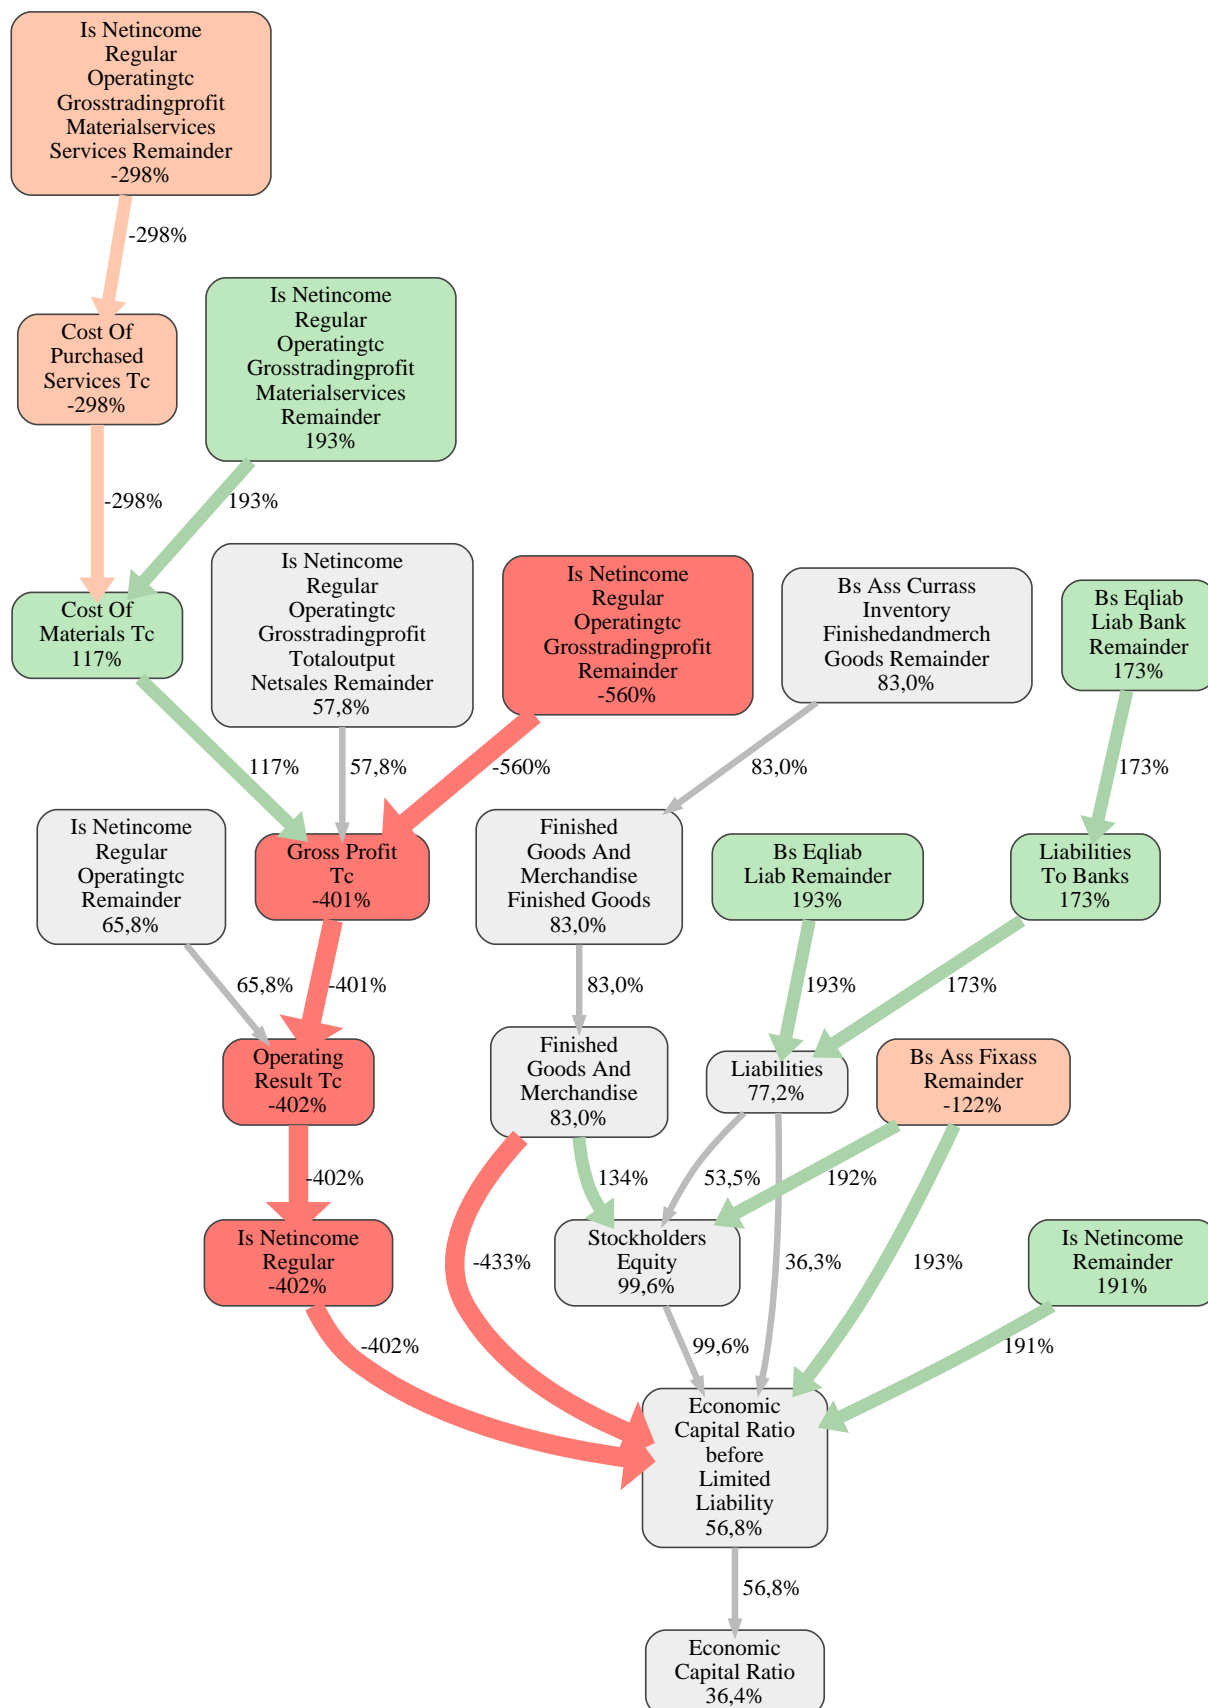 Is Netincome
Regular
Operatingtc
Grosstradingprofit
Materialservices
Services Remainder
-298%
-298%
Is Netincome
Regular
Operatingtc
Grosstradingprofit
Materialservices
Remainder
193%
Cost Of
Purchased
Services Tc
-298%
-298%
193%
Is Netincome
Regular
Operatingtc
Grosstradingprofit
Totaloutput
Netsales Remainder
57,8%
Is Netincome
Regular
Operatingtc
Grosstradingprofit
Remainder
-560%
Bs Ass Currass
Inventory
Finishedandmerch
Goods Remainder
83,0%
Bs Eqliab
Liab Bank
Remainder
173%
Cost Of
Materials Tc
117%
117%
57,8%
-560%
83,0%
173%
Is Netincome
Regular
Operatingtc
Remainder
65,8%
Gross Profit
Tc
-401%
Finished
Goods And
Merchandise
Finished Goods
83,0%
Bs Eqliab
Liab Remainder
193%
Liabilities
To Banks
173%
65,8%
-401%
83,0%
193%
173%
Operating
Result Tc
-402%
Finished
Goods And
Merchandise
83,0%
Liabilities
77,2%
Bs Ass Fixass
Remainder
-122%
-402%
134%
53,5%
192%
Is Netincome
Regular
-402%
-433%
Stockholders
Equity
99,6%
36,3%
193%
Is Netincome
Remainder
191%
-402%
99,6%
191%
Economic
Capital Ratio
before
Limited
Liability
56,8%
56,8%
Economic
Capital Ratio
36,4%